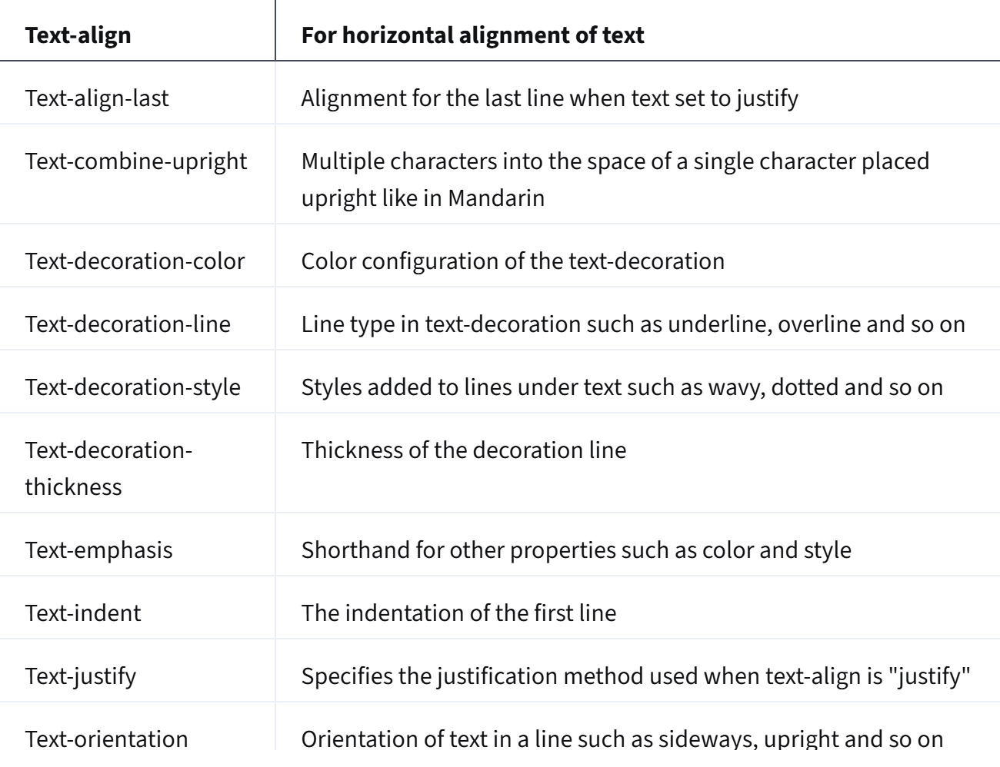 Text-align For horizontal alignment of text
Text-align-last Alignment for the last line when text set to justify
Text-combine-upright Multiple characters into the space of a single character placed
upright like in Mandarin
Text-decoration-color Color configuration of the text-decoration
Text-decoration-line Line type in text-decoration such as underline, overline and so on
Text-decoration-style Styles added to lines under text such as wavy, dotted and so on
Text-decoration- Thickness of the decoration line
thickness
Text-emphasis Shorthand for other properties such as color and style
Text-indent The indentation of the first line
Text-justify Specifies the justification method used when text-align is "justify"
Text-orientation Orientation of text in a line such as sideways, upright and so on